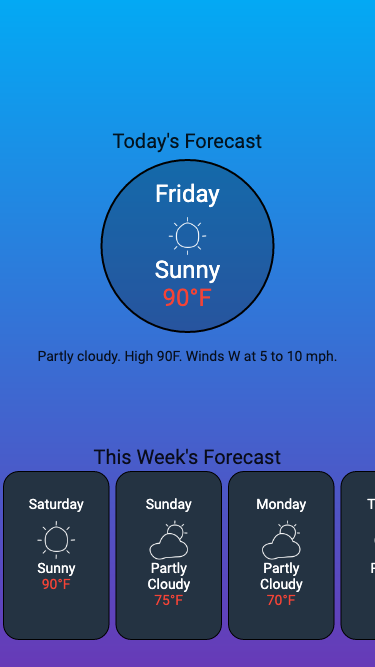 Today's Forecast
Friday
Sunny
90°F
Partly cloudy. High 90F. Winds W at 5 to 10 mph.
This Week's Forecast
Saturday
Sunny
90°F
Sunday
Partly
Cloudy
75°F
Monday
Partly
Cloudy
70°F